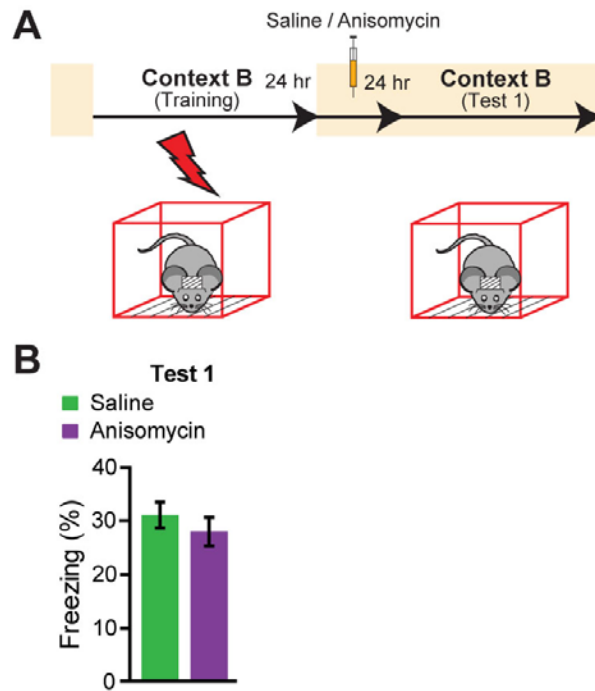 A
Saline / Anisomycin
Context B
(Training)
24 hr
24 hr
Context B
(Test 1)
B
Test 1
Saline
Anisomycin
Freezing (%)
40
30
20
10
0